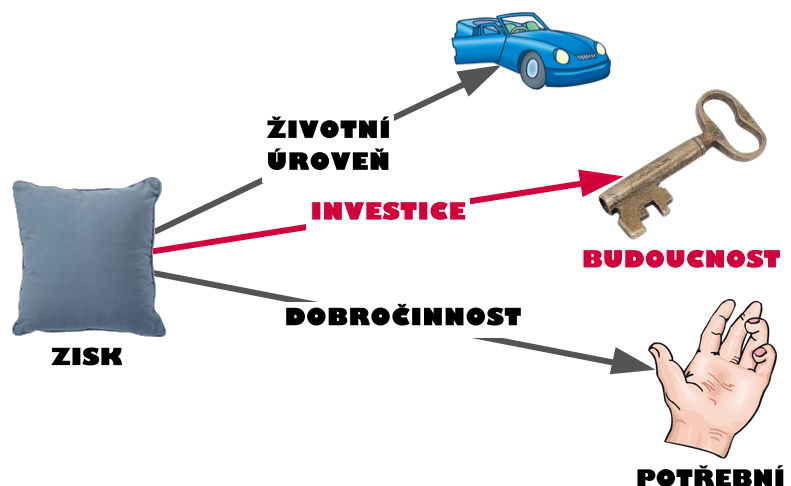 ŽIVOTNÍ
ÚROVEŇ
INVESTICE
BUDOUCNOST
DOBROČINNOST
ZISK
POTŘEBNÍ